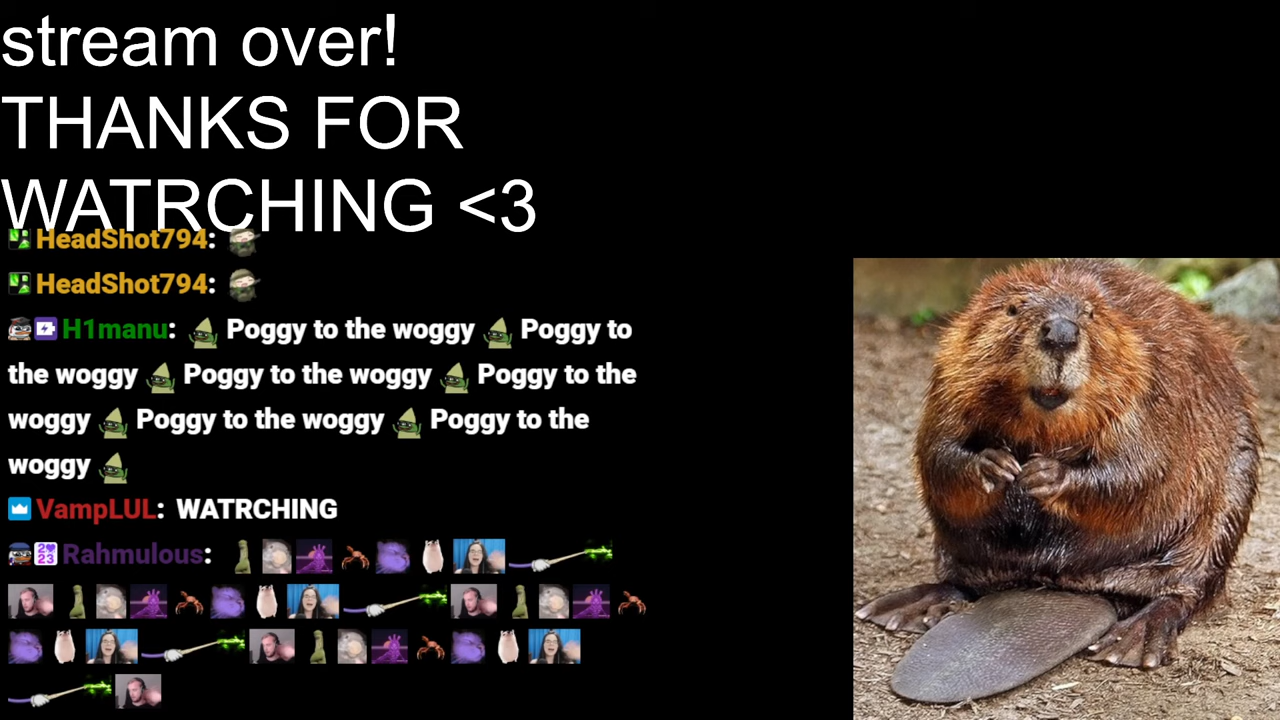 stream over!
THANKS FOR
WATRCHING <3
HeadShot794:
HeadShot794:
H1manu: Poggy to the woggy Poggy to
the woggy Poggy to the woggy Poggy to the
woggy Poggy to the woggy Poggy to the
woggy
VampLUL: WATRCHING
2023 Rahmulous: